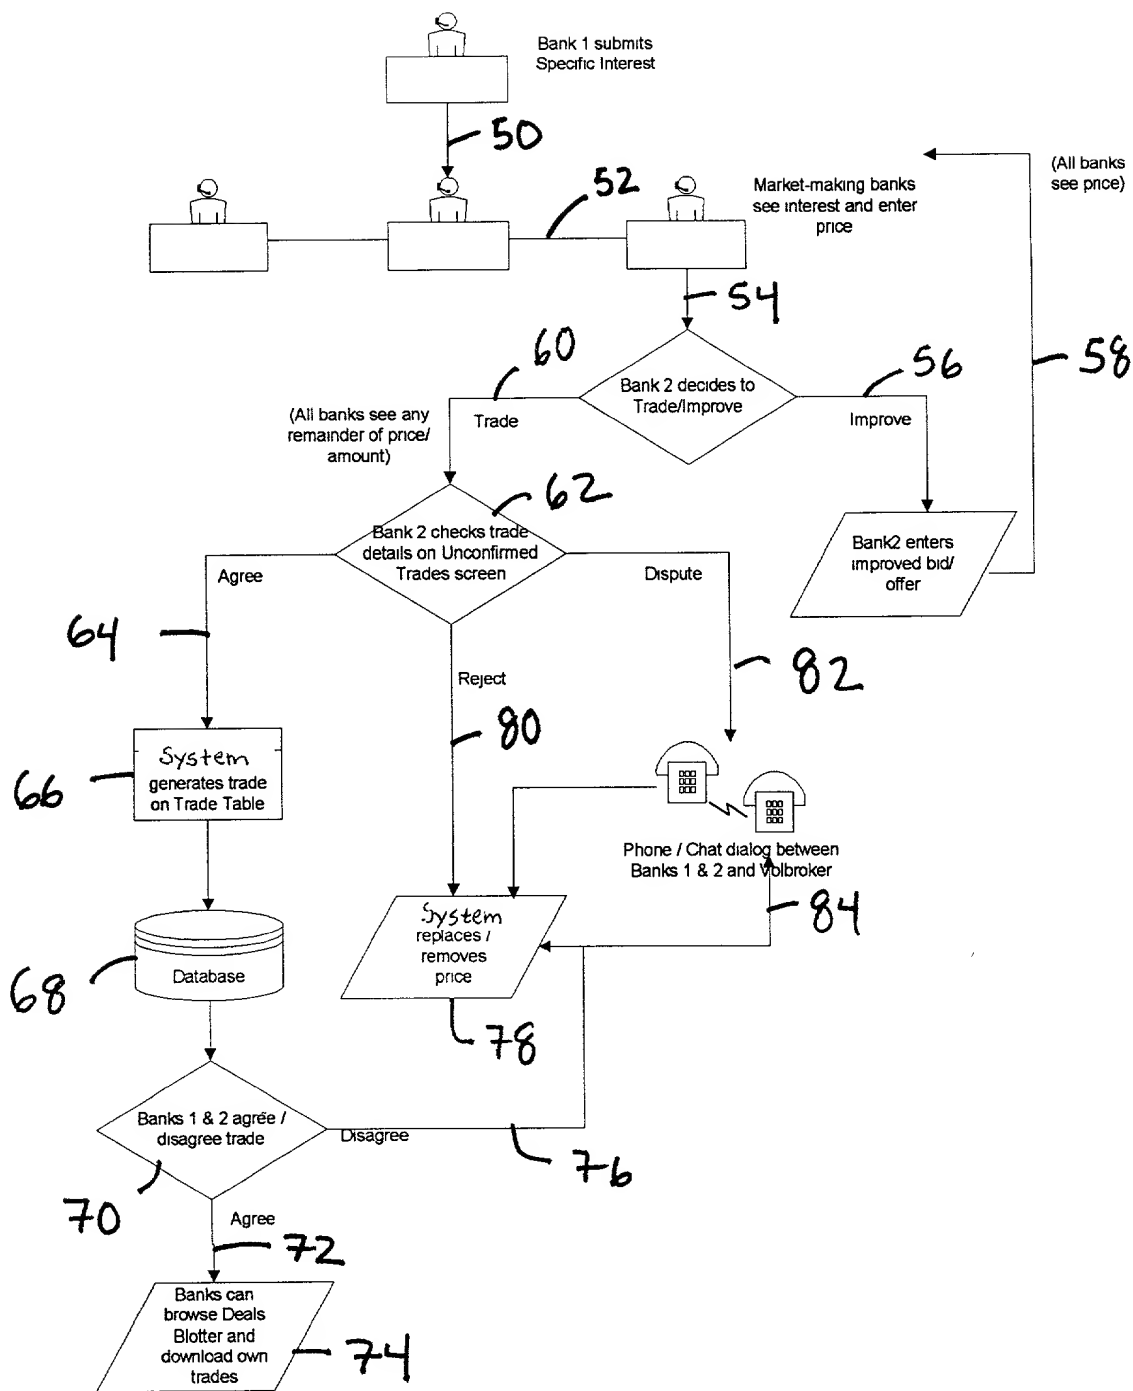 Bank 1 submits
Specific Interest
50
52
Market-making banks
see interest and enter
price
(All banks
see price)
54
60
56
58
Bank 2 decides to
Trade/Improve
Trade
Improve
(All banks see any
remainder of price/
amount)
62
Bank 2 checks trade
details on Unconfirmed
Trades screen
Bank2 enters
improved bid/
offer
Agree
Dispute
64
82
Reject
80
System
generates trade
on Trade Table
66
Phone / Chat dialog between
Banks 1 & 2 and Volbroker
84
System
replaces /
removes
price
78
Database
68
Banks 1 & 2 agree /
disagree trade
Disagree
76
70
Agree
72
Banks can
browse Deals
Blotter and
download own
trades
74